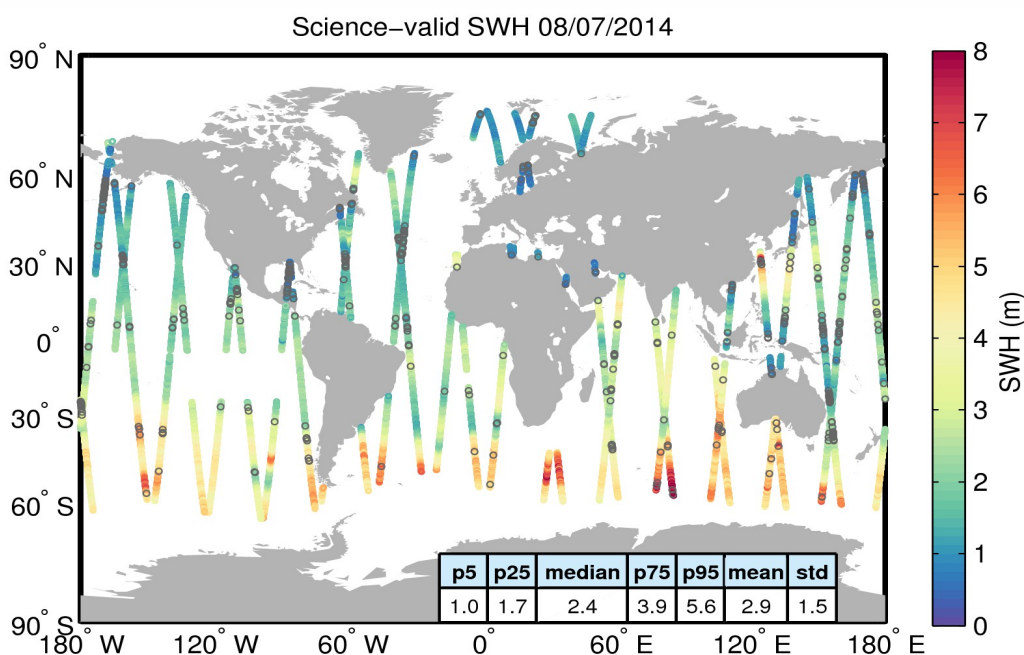 Science−valid SWH 08/07/2014
90° N
60° N
30° N
0°
30° S
60° S
90° S
180° W
120° W
60° W
0°
60° E
120° E
180° E
p5 p25 median p75 p95 mean std
1.0 1.7 2.4 3.9 5.6 2.9 1.5
8
7
6
5
4
3
2
1
0
SWH (m)